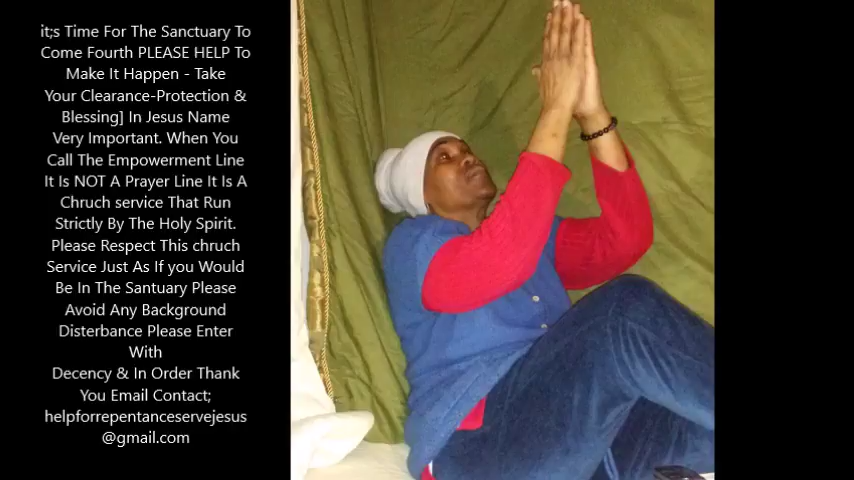 it;s Time For The Sanctuary To
Come Fourth PLEASE HELP To
Make It Happen - Take
Your Clearance-Protection &
Blessing] In Jesus Name
Very Important. When You
Call The Empowerment Line
It Is NOT A Prayer Line It Is A
Chruch service That Run
Strictly By The Holy Spirit.
Please Respect This chruch
Service Just As If you Would
Be In The Santuary Please
Avoid Any Background
Disterbance Please Enter
With
Decency & In Order Thank
You Email Contact;
helpforrepentanceservejesus
@gmail.com